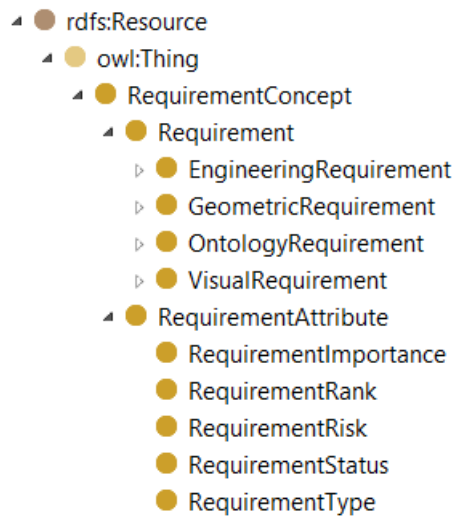 rdfs:Resource
owl:Thing
RequirementConcept
Requirement
EngineeringRequirement
GeometricRequirement
OntologyRequirement
VisualRequirement
RequirementAttribute
RequirementImportance
RequirementRank
RequirementRisk
RequirementStatus
RequirementType